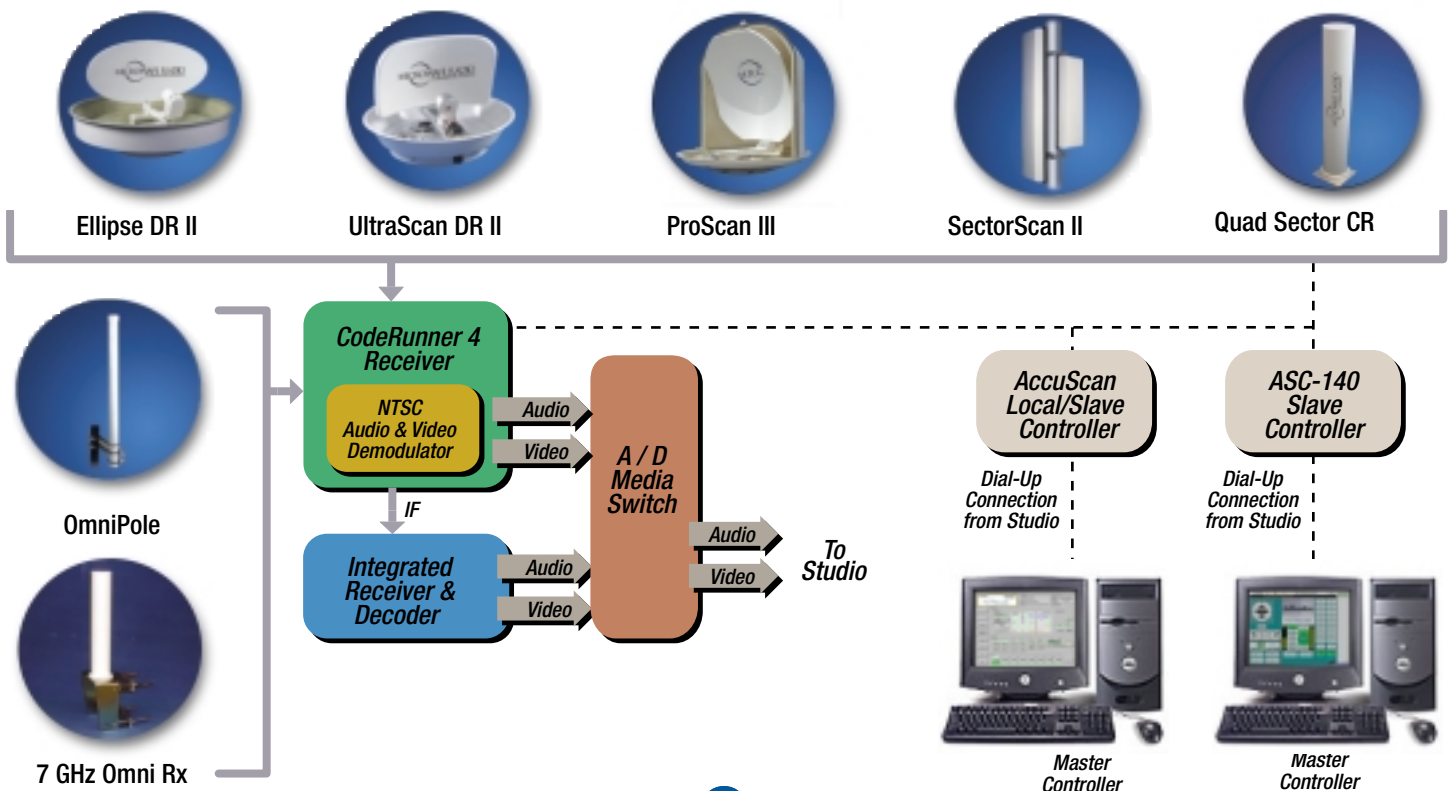 Ellipse DR II
UltraScan DR II
ProScan III
SectorScan II
Quad Sector CR
OmniPole
7 GHz Omni Rx
CodeRunner 4
Receiver
NTSC
Audio & Video
Demodulator
Audio
Video
IF
Integrated
Receiver &
Decoder
Audio
Video
A / D
Media
Switch
Audio
Video
To
Studio
AccuScan
Local/Slave
Controller
Dial-Up
Connection
from Studio
Master
Controller
ASC-140
Slave
Controller
Dial-Up
Connection
from Studio
Master
Controller